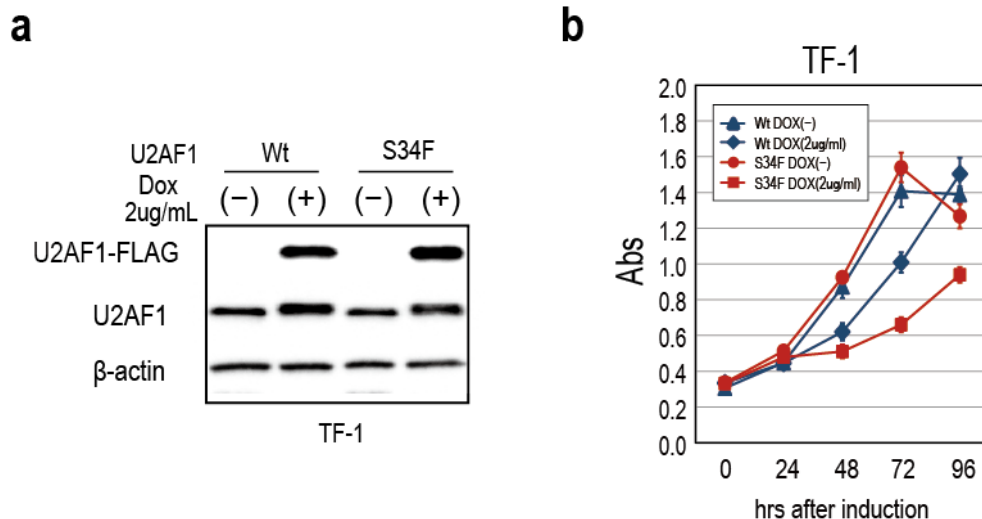 a
U2AF1 Wt S34F
Dox
2ug/mL (−) (+) (−) (+)
U2AF1-FLAG
U2AF1
β-actin
TF-1
b
TF-1
Wt DOX(−)
Wt DOX(2ug/ml)
S34F DOX(−)
S34F DOX(2ug/ml)
Abs
2.0
1.8
1.6
1.4
1.2
1.0
0.8
0.6
0.4
0.2
0.0
0 24 48 72 96
hrs after induction